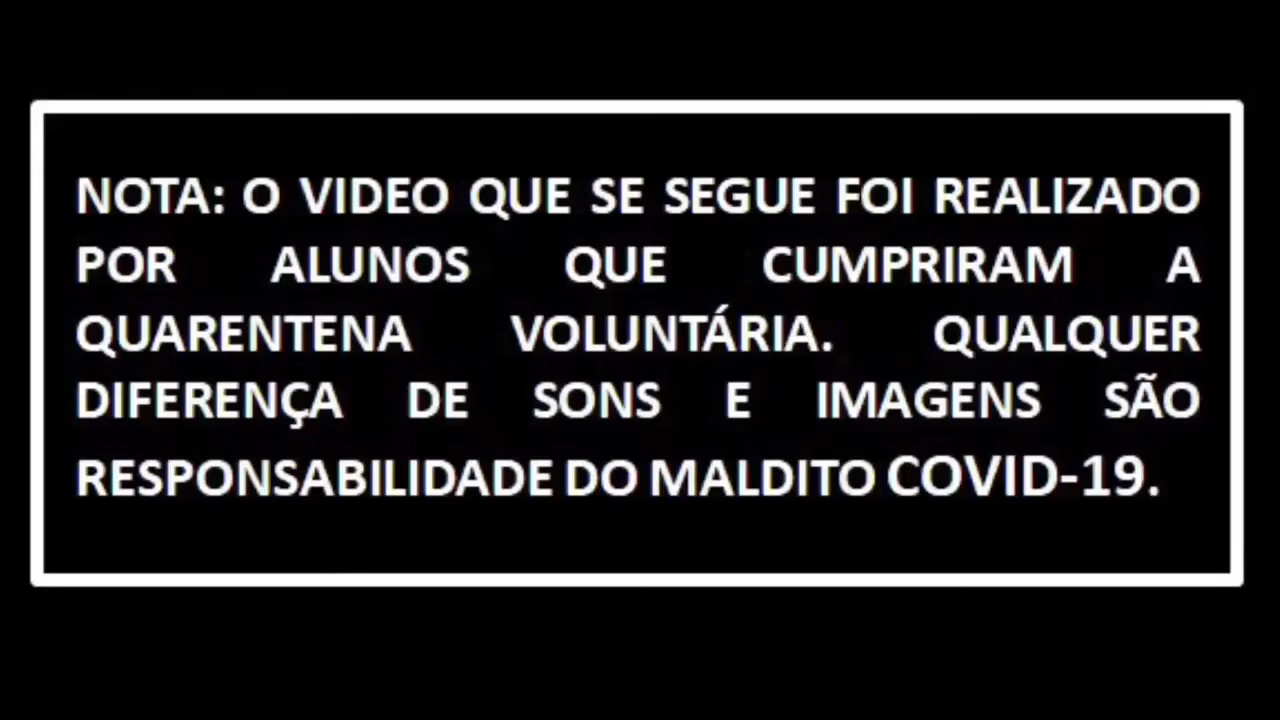 NOTA: O VIDEO QUE SE SEGUE FOI REALIZADO
POR ALUNOS QUE CUMPRIRAM A
QUARENTENA VOLUNTÁRIA. QUALQUER
DIFERENÇA DE SONS E IMAGENS SÃO
RESPONSABILIDADE DO MALDITO COVID-19.